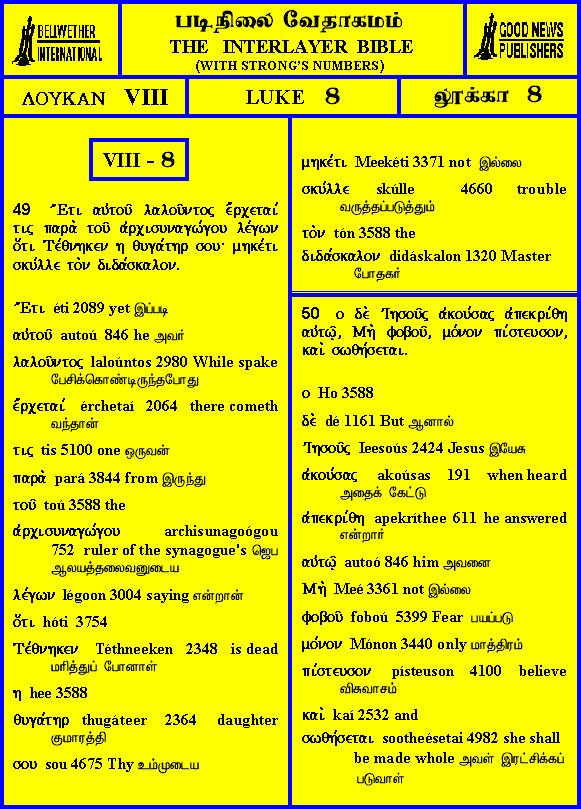 BELLWETHER
INTERNATIONAL
படிநிலை வேதாகமம்
THE INTERLAYER BIBLE
(WITH STRONG'S NUMBERS)
GOOD NEWS
PUBLISHERS
ΛΟΥΚΑΝ VIII
LUKE 8
லூக்கா 8
VIII - 8
49 Ἔτι αὐτοῦ λαλοῦντος ἔρχεταί
τις παρὰ τοῦ ἀρχισυναγώγου λέγων
ὅτι Τέθνηκεν η θυγάτηρ σου· μηκέτι
σκύλλε τὸν διδάσκαλον.
Ἔτι éti 2089 yet இப்படி
αὐτοῦ autoú 846 he அவர்
λαλοῦντος laloúntos 2980 While spake
பேசிக்கொண்டிருந்தபோது
ἔρχεταί érchetaí 2064 there cometh
வந்தான்
τις tis 5100 one ஒருவன்
παρὰ pará 3844 from இருந்து
τοῦ toú 3588 the
ἀρχισυναγώγου archisunagoógou
752 ruler of the synagogue's ஜெப
ஆலயத்தலைவனுடைய
λέγων légoon 3004 saying என்றான்
ὅτι hóti 3754
Τέθνηκεν Téthneeken 2348 is dead
மரித்துப் போனாள்
η hee 3588
θυγάτηρ thugáteer 2364 daughter
குமாரத்தி
σου sou 4675 Thy உம்முடைய
μηκέτι Meekéti 3371 not இல்லை
σκύλλε skúlle 4660 trouble
வருத்தப்படுத்தும்
τὸν tón 3588 the
διδάσκαλον didáskalon 1320 Master
போதகர்
50 ο δὲ Ἰησοῦς ἀκούσας ἀπεκρίθη
αὐτῷ, Μὴ φοβοῦ, μόνον πίστευσον,
καὶ σωθήσεται.
ο Ho 3588
δὲ dé 1161 But ஆனால்
Ἰησοῦς Ieesoús 2424 Jesus இயேசு
ἀκούσας akoúsas 191 when heard
அதைக் கேட்டு
ἀπεκρίθη apekríthee 611 he answered
என்றார்
αὐτῷ autoó 846 him அவனை
Μὴ Meé 3361 not இல்லை
φοβοῦ foboú 5399 Fear பயப்படு
μόνον Mónon 3440 only மாத்திரம்
πίστευσον písteuson 4100 believe
விசுவாசம்
καὶ kaí 2532 and
σωθήσεται sootheésetai 4982 she shall
be made whole அவள் இரட்சிக்கப்
படுவாள்